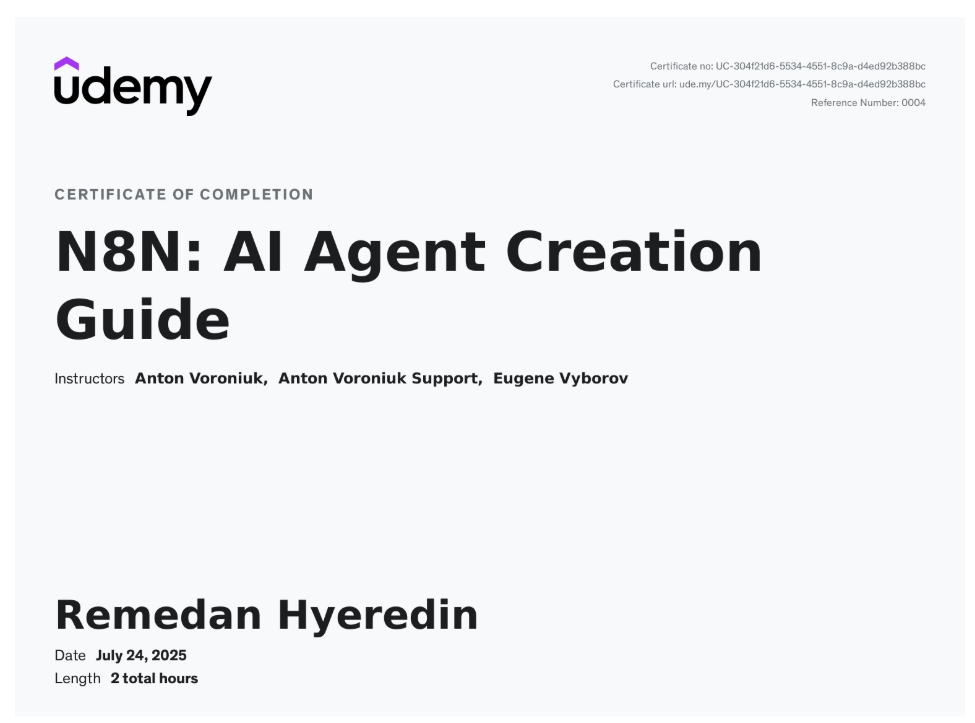 udemy
Certificate no: UC-304f21d6-5534-4551-8c9a-d4ed92b388bc
Certificate url: ude.my/UC-304f21d6-5534-4551-8c9a-d4ed92b388bc
Reference Number: 0004
CERTIFICATE OF COMPLETION
N8N: AI Agent Creation
Guide
Instructors Anton Voroniuk, Anton Voroniuk Support, Eugene Vyborov
Remedan Hyeredin
Date July 24, 2025
Length 2 total hours